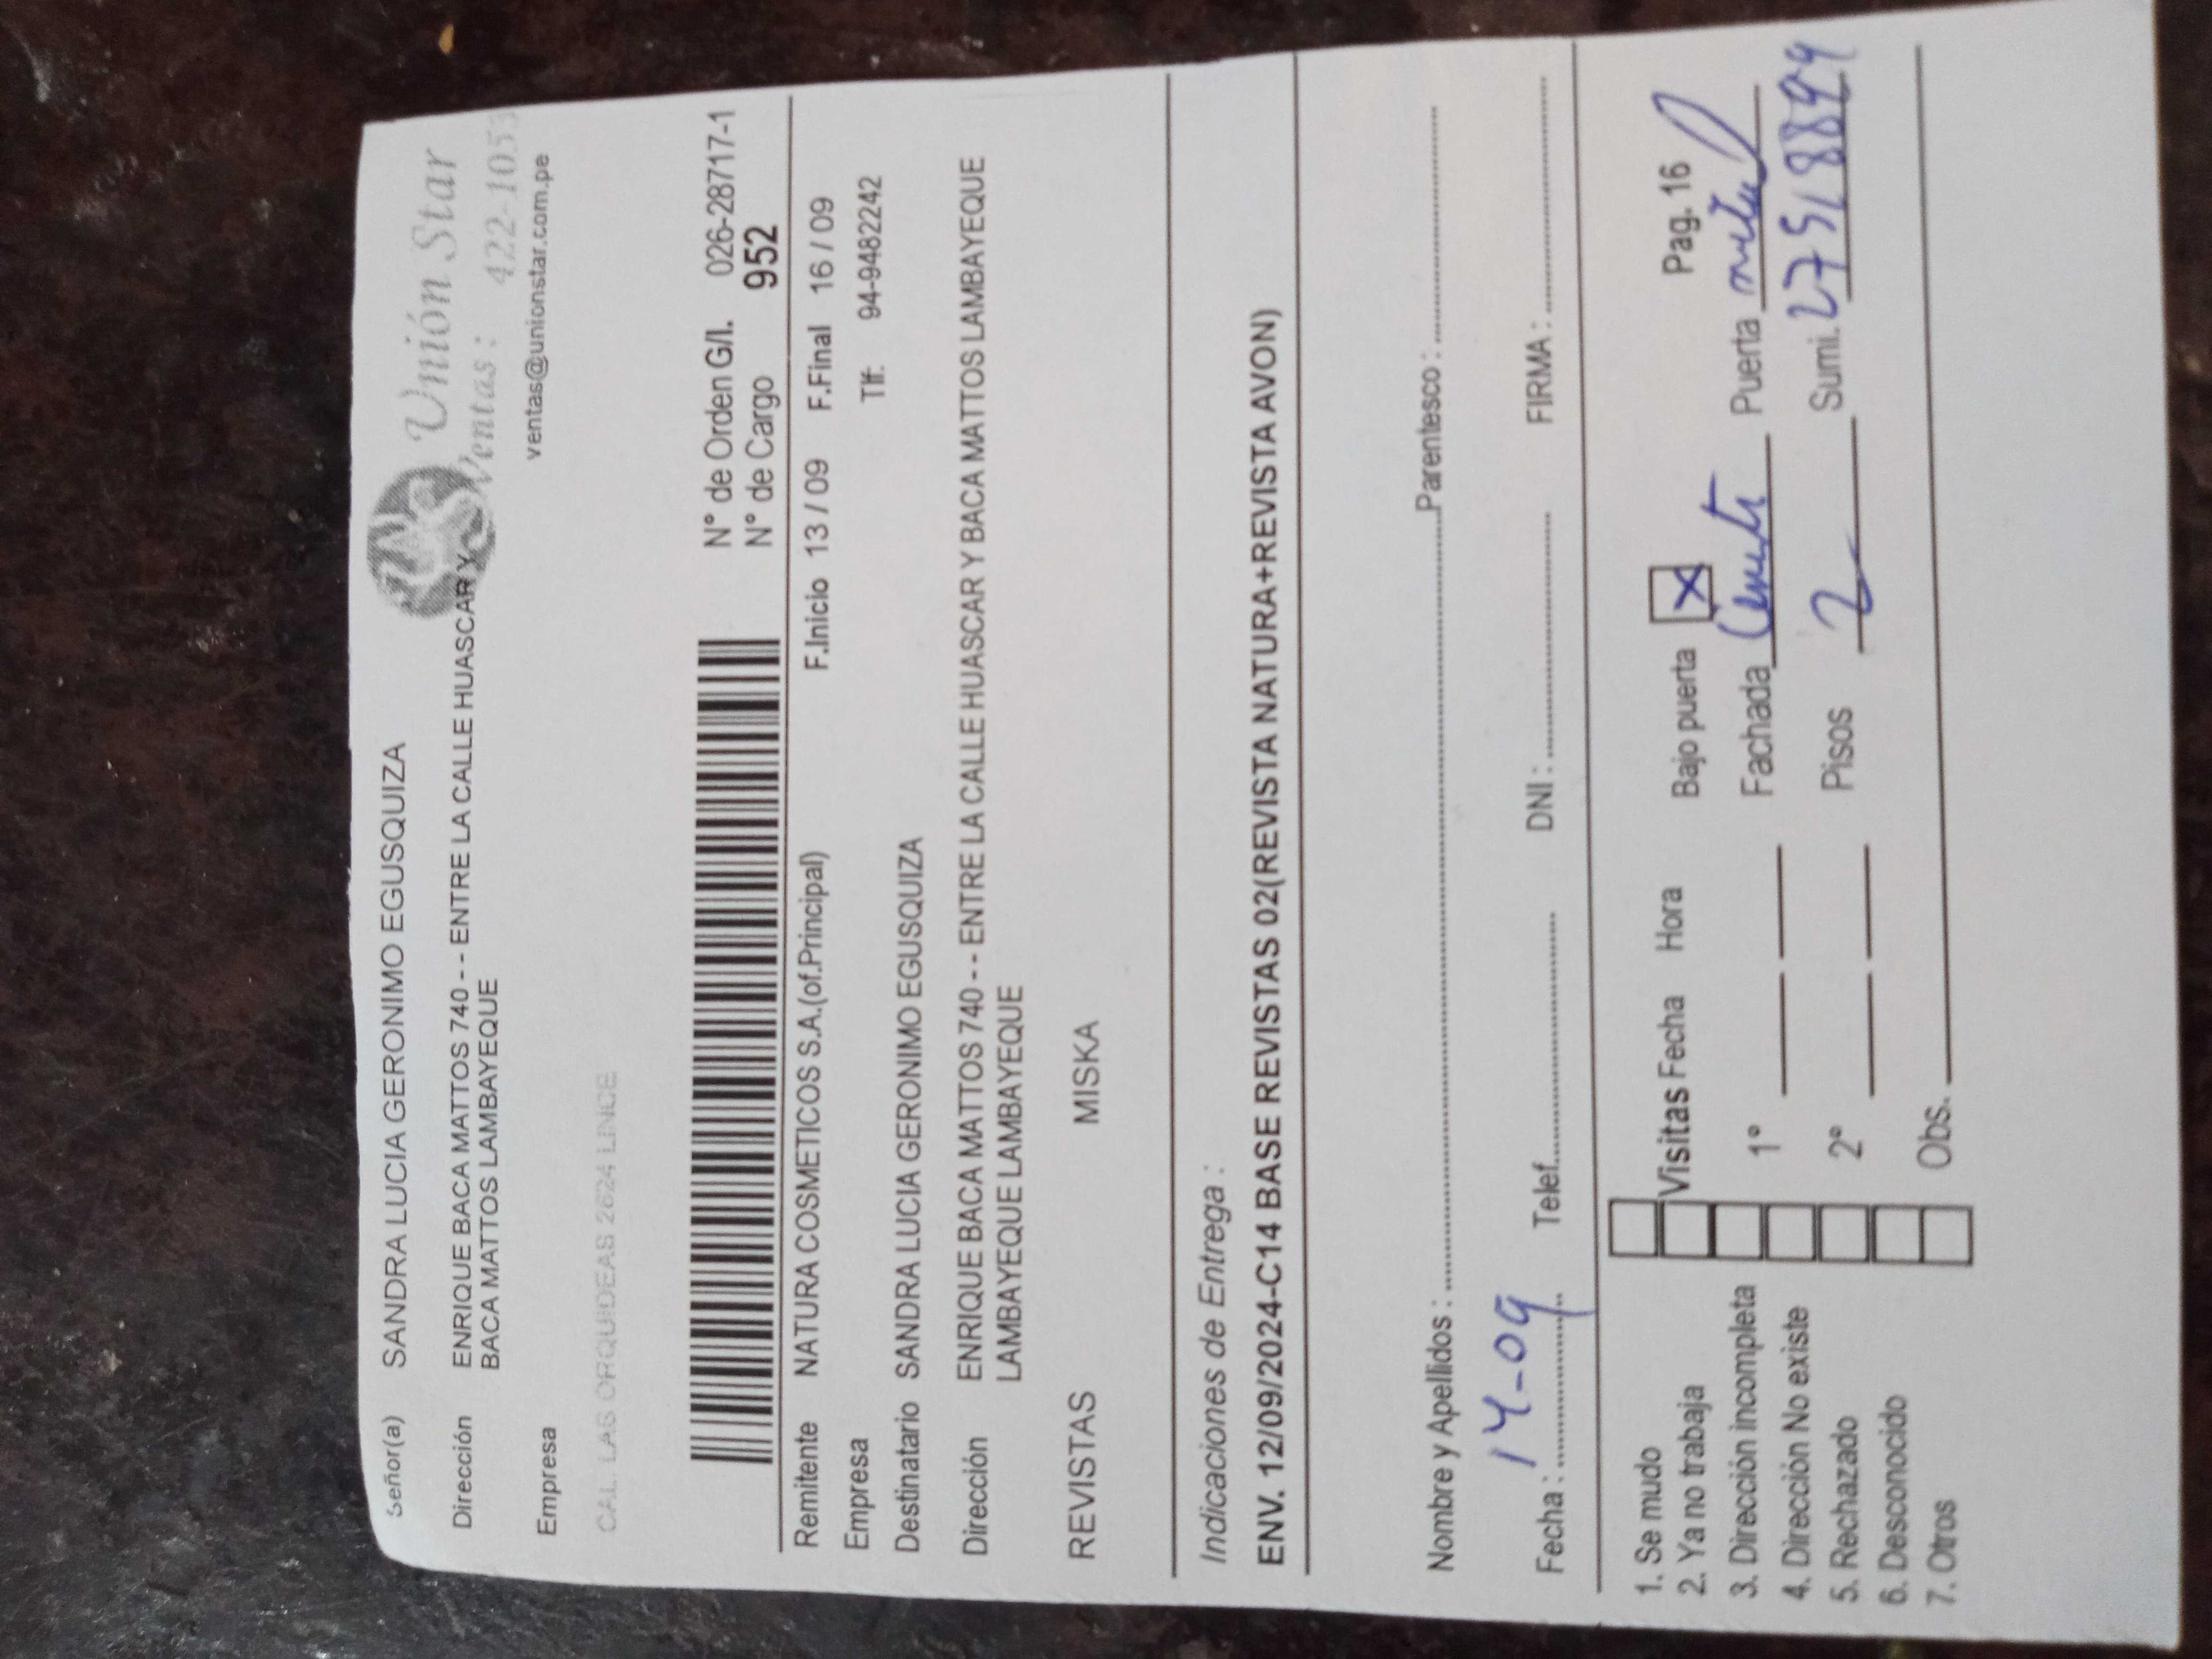 Señor(a) SANDRA LUCIA GERONIMO EGUSQUIZA
Unión Star
Ventas : 422-1053
ventas@unionstar.com.pe
Dirección ENRIQUE BACA MATTOS 740 - - ENTRE LA CALLE HUASCAR Y
BACA MATTOS LAMBAYEQUE
Empresa
CAL. LAS ORQUIDEAS 2624 LINCE
N° de Orden G/I. 026-28717-1
N° de Cargo 952
Remitente NATURA COSMETICOS S.A.(of.Principal) F.Inicio 13 / 09 F.Final 16 / 09
Empresa Tlf: 94-9482242
Destinatario SANDRA LUCIA GERONIMO EGUSQUIZA
Dirección ENRIQUE BACA MATTOS 740 - - ENTRE LA CALLE HUASCAR Y BACA MATTOS LAMBAYEQUE
LAMBAYEQUE LAMBAYEQUE
REVISTAS MISKA
Indicaciones de Entrega :
ENV. 12/09/2024-C14 BASE REVISTAS 02(REVISTA NATURA+REVISTA AVON)
Nombre y Apellidos : Parentesco :
Fecha : 14-09 Telef. DNI : FIRMA :
1. Se mudo
2. Ya no trabaja
3. Dirección incompleta
4. Dirección No existe
5. Rechazado
6. Desconocido
7. Otros
Visitas Fecha Hora Bajo puerta X Pag. 16
1° Fachada Puerta
2° Pisos 2 Sumi. 27518899
Obs.